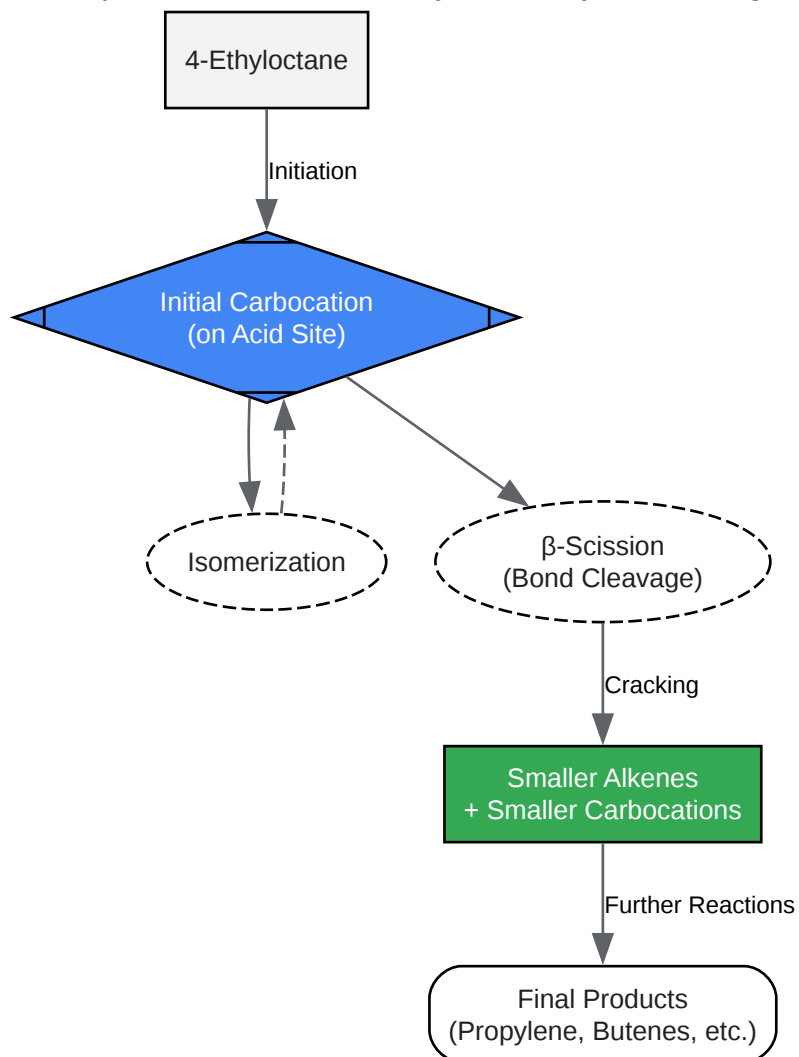 4-Ethyloctane
Initiation
Initial Carbocation
(on Acid Site)
Isomerization
β-Scission
(Bond Cleavage)
Cracking
Smaller Alkenes
+ Smaller Carbocations
Further Reactions
Final Products
(Propylene, Butenes, etc.)